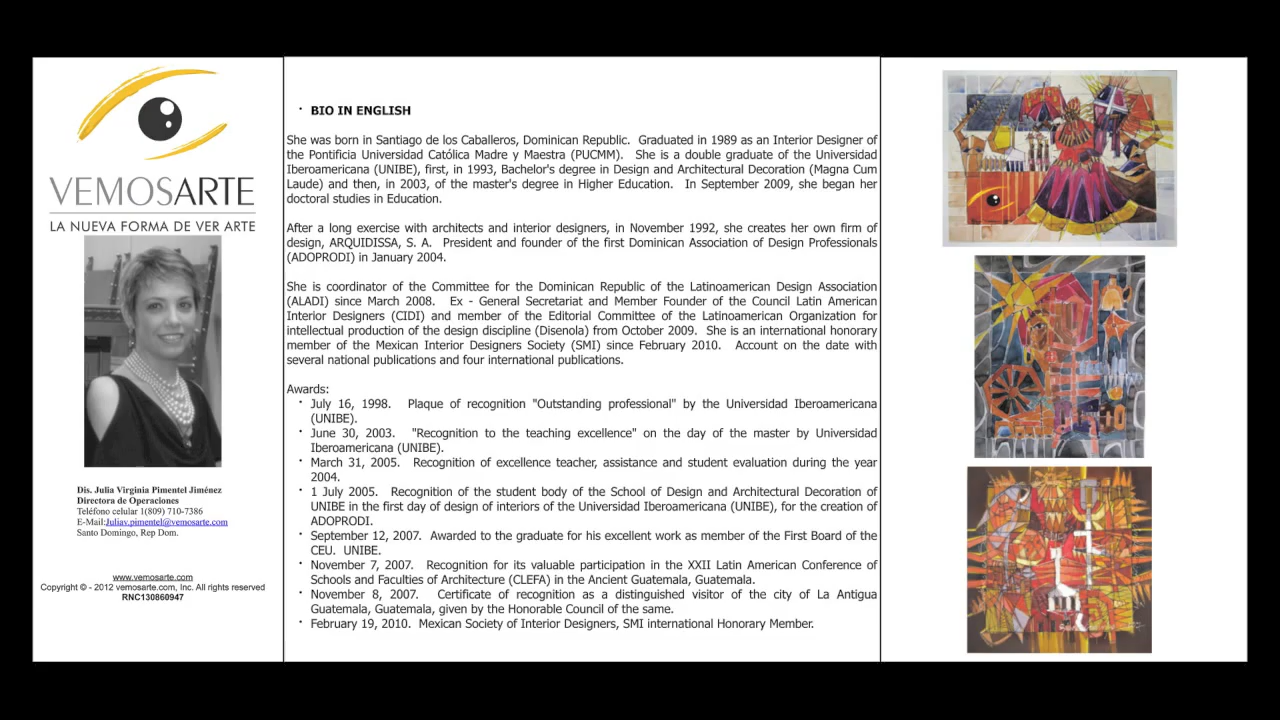 VEMOSARTE
LA NUEVA FORMA DE VER ARTE
Dis. Julia Virginia Pimentel Jiménez
Directora de Operaciones
Teléfono celular 1(809) 710-7386
E-Mail:Juliav.pimentel@vemosarte.com
Santo Domingo, Rep Dom.
www.vemosarte.com
Copyright © - 2012 vemosarte.com, Inc. All rights reserved
RNC130860947
· BIO IN ENGLISH
She was born in Santiago de los Caballeros, Dominican Republic. Graduated in 1989 as an Interior Designer of
the Pontificia Universidad Católica Madre y Maestra (PUCMM). She is a double graduate of the Universidad
Iberoamericana (UNIBE), first, in 1993, Bachelor's degree in Design and Architectural Decoration (Magna Cum
Laude) and then, in 2003, of the master's degree in Higher Education. In September 2009, she began her
doctoral studies in Education.
After a long exercise with architects and interior designers, in November 1992, she creates her own firm of
design, ARQUIDISSA, S. A. President and founder of the first Dominican Association of Design Professionals
(ADOPRODI) in January 2004.
She is coordinator of the Committee for the Dominican Republic of the Latinoamerican Design Association
(ALADI) since March 2008. Ex - General Secretariat and Member Founder of the Council Latin American
Interior Designers (CIDI) and member of the Editorial Committee of the Latinoamerican Organization for
intellectual production of the design discipline (Disenola) from October 2009. She is an international honorary
member of the Mexican Interior Designers Society (SMI) since February 2010. Account on the date with
several national publications and four international publications.
Awards:
· July 16, 1998. Plaque of recognition "Outstanding professional" by the Universidad Iberoamericana
(UNIBE).
· June 30, 2003. "Recognition to the teaching excellence" on the day of the master by Universidad
Iberoamericana (UNIBE).
· March 31, 2005. Recognition of excellence teacher, assistance and student evaluation during the year
2004.
· 1 July 2005. Recognition of the student body of the School of Design and Architectural Decoration of
UNIBE in the first day of design of interiors of the Universidad Iberoamericana (UNIBE), for the creation of
ADOPRODI.
· September 12, 2007. Awarded to the graduate for his excellent work as member of the First Board of the
CEU. UNIBE.
· November 7, 2007. Recognition for its valuable participation in the XXII Latin American Conference of
Schools and Faculties of Architecture (CLEFA) in the Ancient Guatemala, Guatemala.
· November 8, 2007. Certificate of recognition as a distinguished visitor of the city of La Antigua
Guatemala, Guatemala, given by the Honorable Council of the same.
· February 19, 2010. Mexican Society of Interior Designers, SMI international Honorary Member.